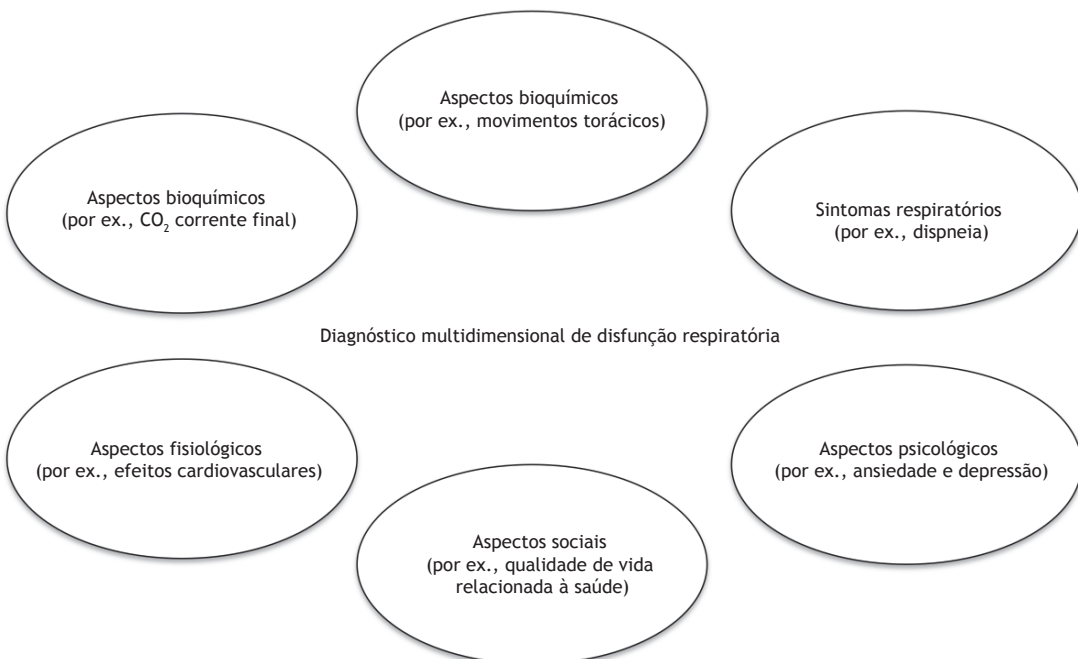 Aspectos bioquímicos
(por ex., movimentos torácicos)
Aspectos bioquímicos
(por ex., CO₂ corrente final)
Sintomas respiratórios
(por ex., dispneia)
Diagnóstico multidimensional de disfunção respiratória
Aspectos fisiológicos
(por ex., efeitos cardiovasculares)
Aspectos psicológicos
(por ex., ansiedade e depressão)
Aspectos sociais
(por ex., qualidade de vida
relacionada à saúde)